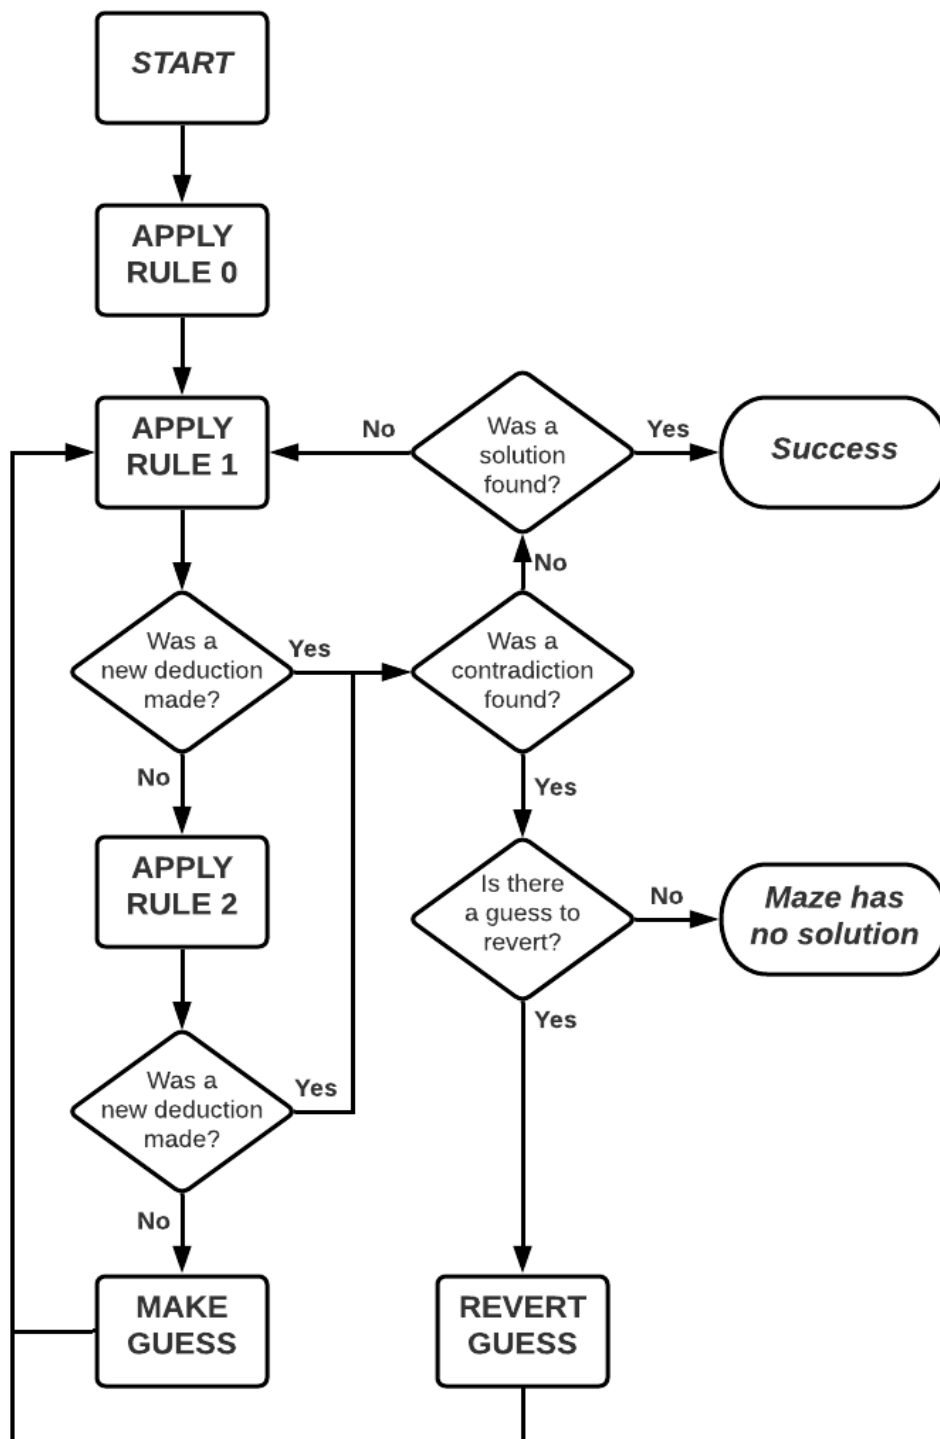 START
APPLY
RULE 0
APPLY
RULE 1
No
Was a
solution
found?
Yes
Success
No
Was a
new deduction
made?
Yes
Was a
contradiction
found?
No
Yes
APPLY
RULE 2
Is there
a guess to
revert?
No
Maze has
no solution
Yes
Was a
new deduction
made?
Yes
No
MAKE
GUESS
REVERT
GUESS